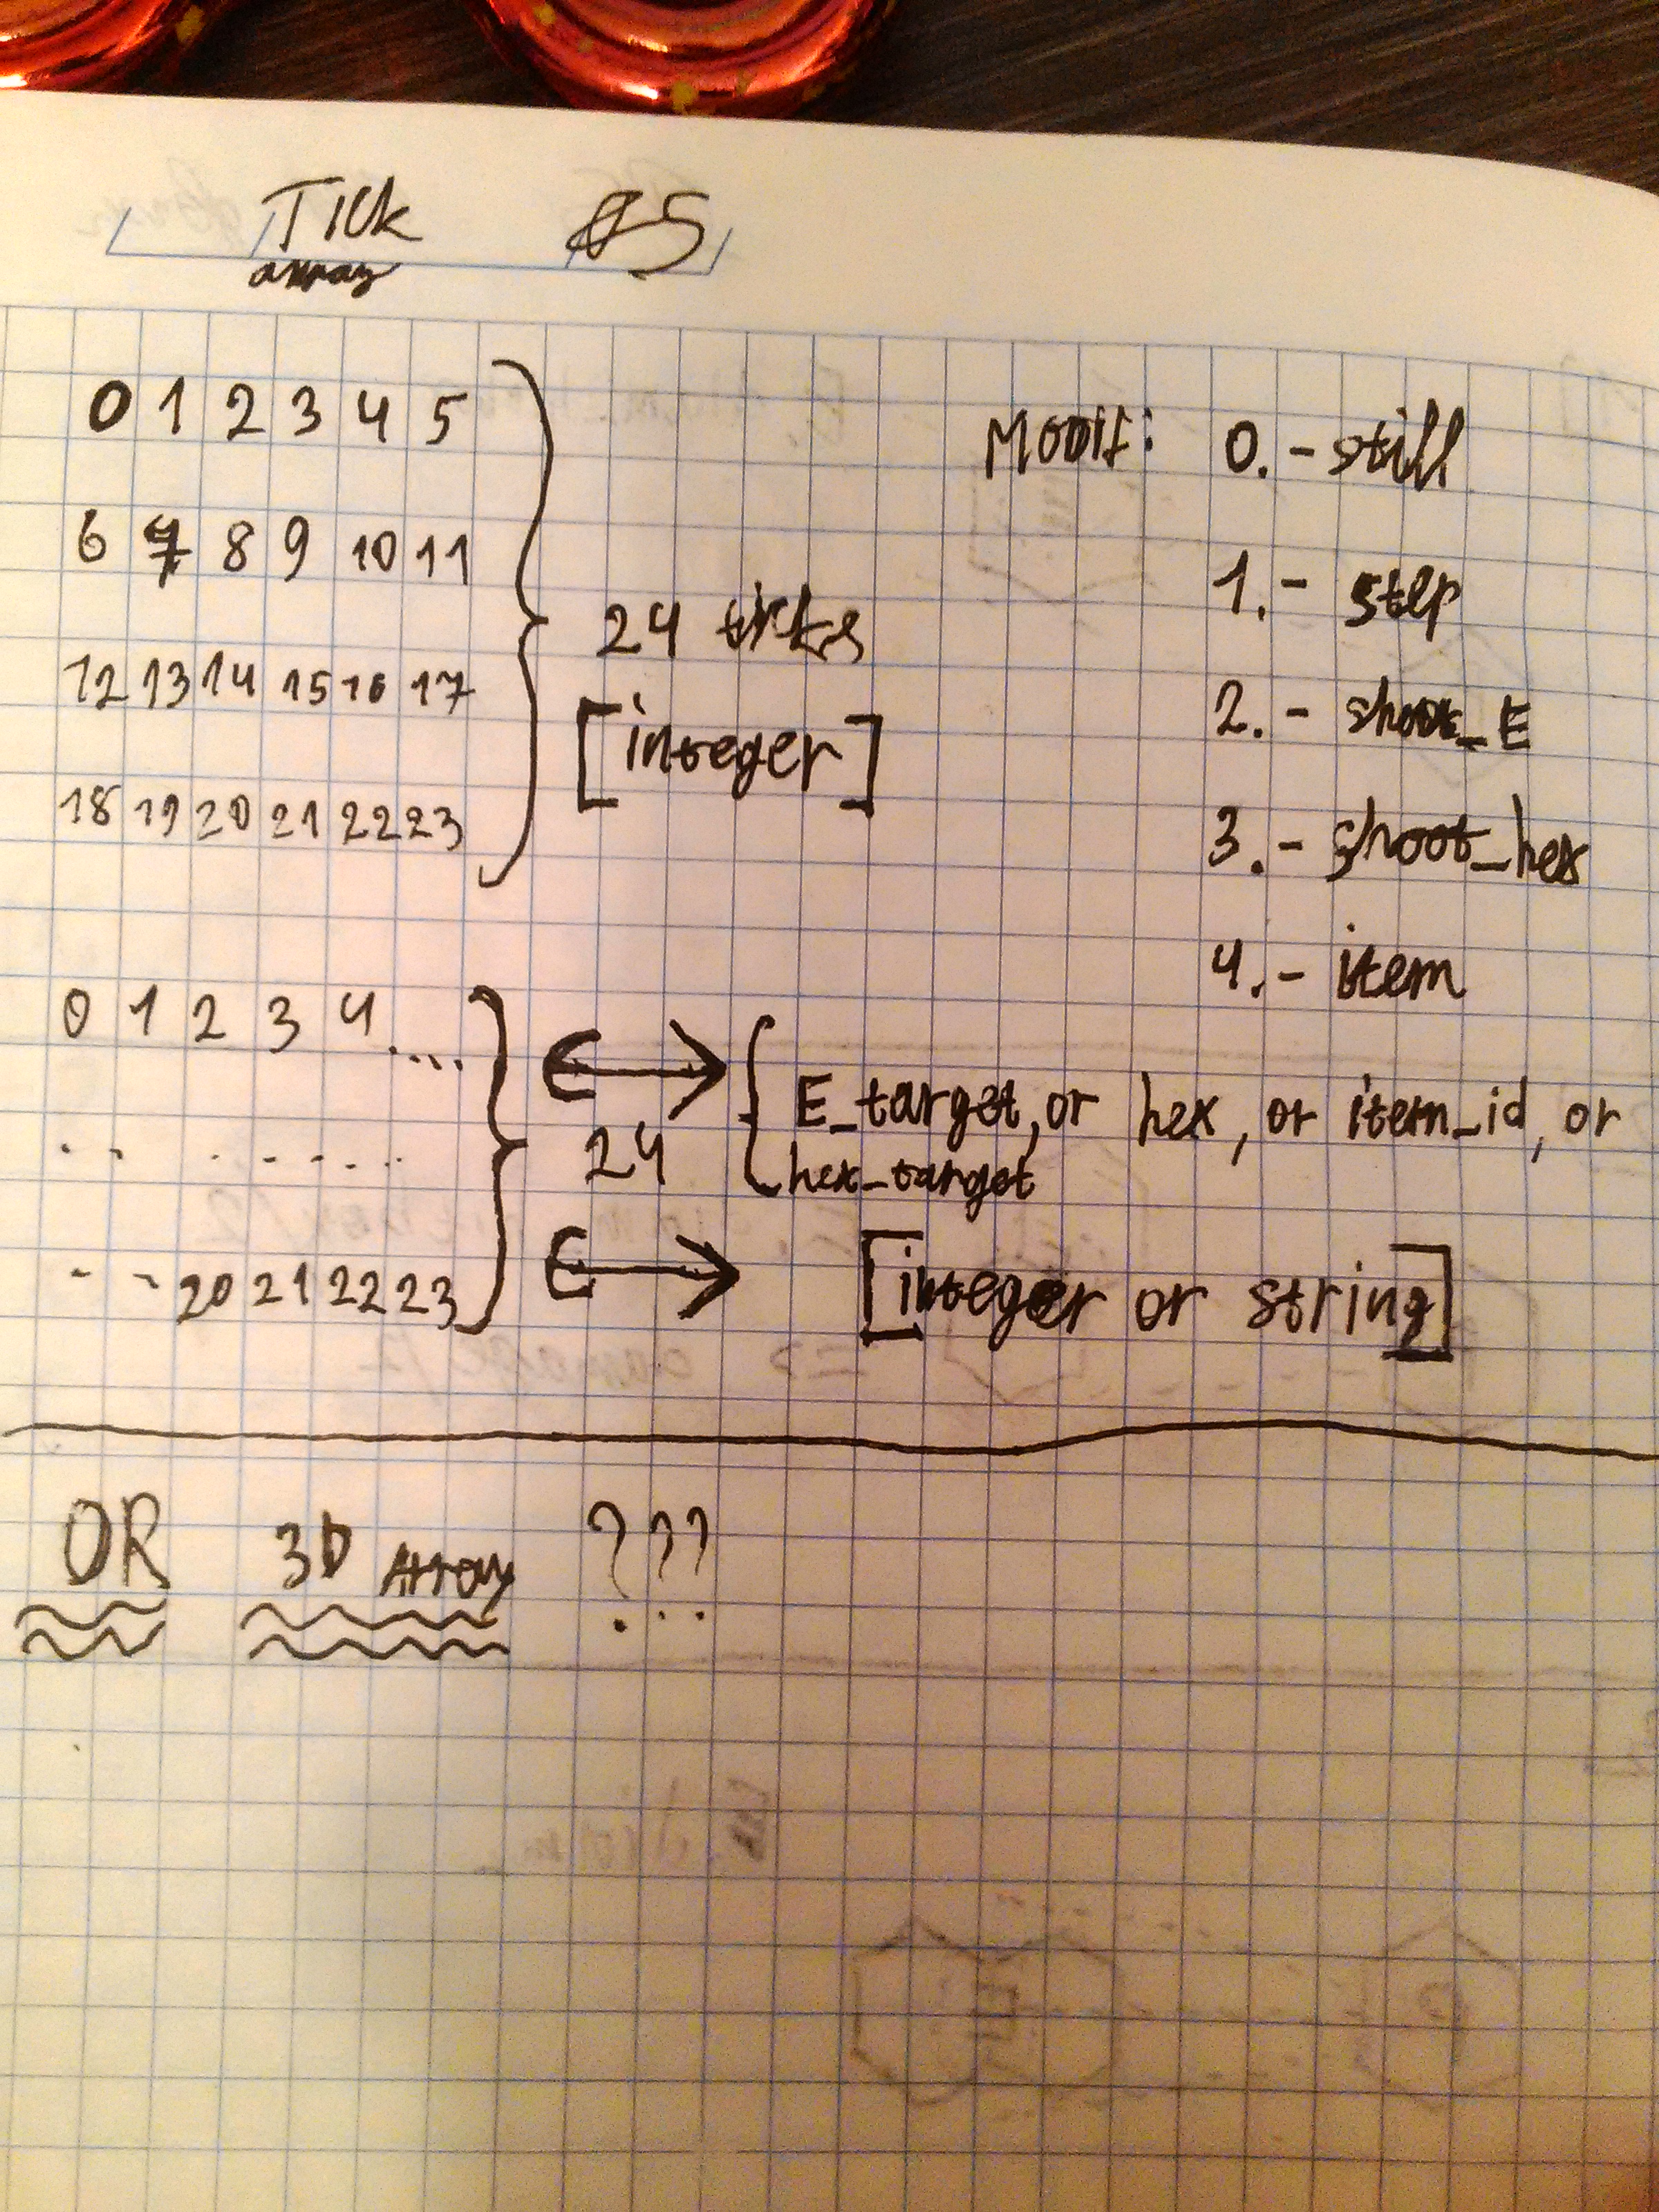 Tick
array
0 1 2 3 4 5
6 7 8 9 10 11
12 13 14 15 16 17
18 19 20 21 22 23
24 ticks
[integer]
Modif: 0. - still
1. - step
2. - shoot_E
3. - shoot_hex
4. - item
0 1 2 3 4 ....
.. ......
- - 20 21 22 23
24
E_target, or hex, or item_id, or
hex_target
[integer or string]
OR 3D Array ???